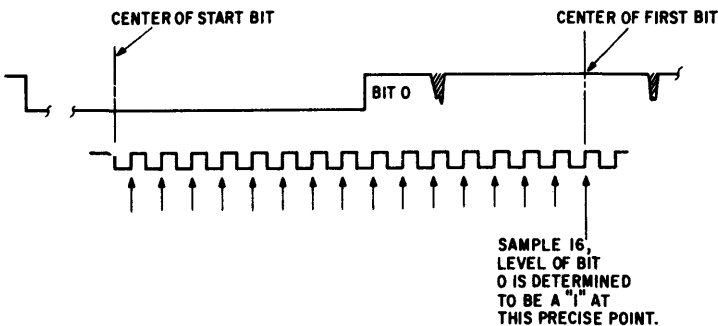 CENTER OF START BIT
CENTER OF FIRST BIT
BIT 0
SAMPLE 16,
LEVEL OF BIT
0 IS DETERMINED
TO BE A "1" AT
THIS PRECISE POINT.